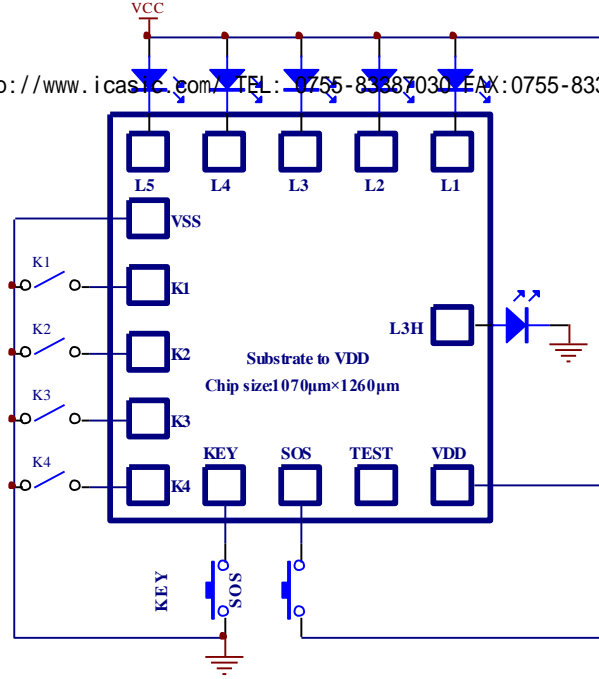 VCC
o://www.icasic.com/ TEL: 0755-83387030 FAX:0755-833
L5 L4 L3 L2 L1
VSS
K1
K1
L3H
K2
K2
Substrate to VDD
Chip size:1070μm×1260μm
K3
K3
KEY SOS TEST VDD
K4
K4
KEY
SOS